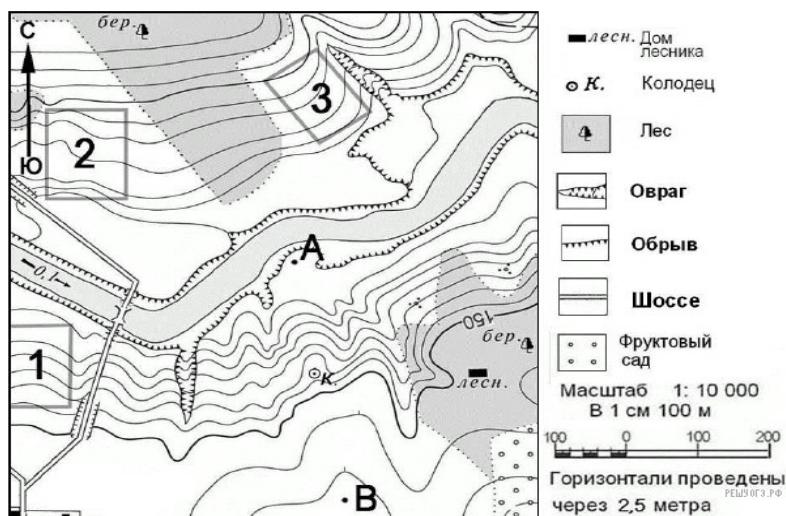 С
Ю
бер.
3
2
A
0,1
1
150
бер.
лесн.
к.
B
лесн. Дом
лесника
К. Колодец
Лес
Овраг
Обрыв
Шоссе
Фруктовый
сад
Масштаб 1: 10 000
В 1 см 100 м
100 0 100 200
Горизонтали проведены
через 2,5 метра
РЕШУОГЭ.РФ